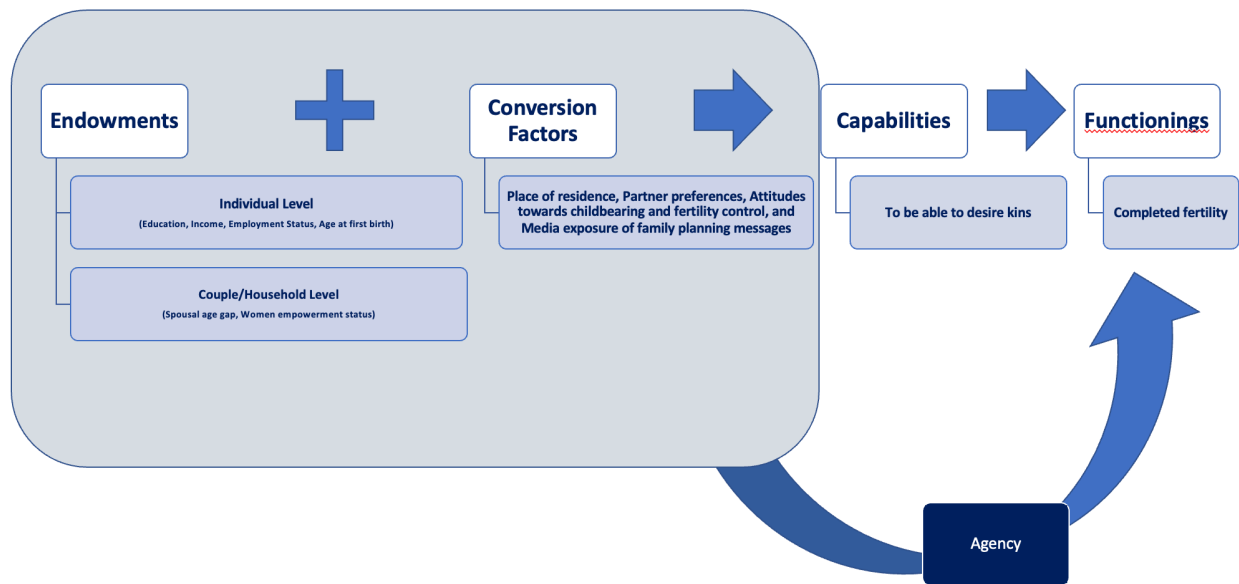 Endowments
Conversion
Factors
Capabilities
Functionings
Individual Level
(Education, Income, Employment Status, Age at first birth)
Place of residence, Partner preferences, Attitudes
towards childbearing and fertility control, and
Media exposure of family planning messages
To be able to desire kins
Completed fertility
Couple/Household Level
(Spousal age gap, Women empowerment status)
Agency